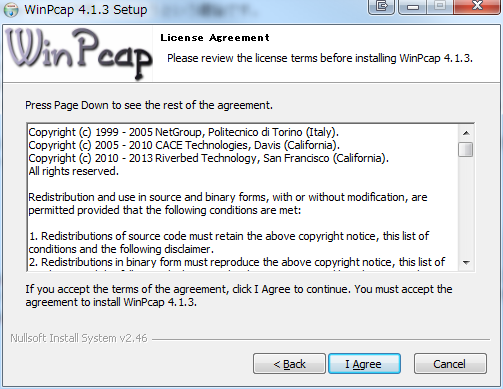 WinPcap 4.1.3 Setup
WinPcap
License Agreement
Please review the license terms before installing WinPcap 4.1.3.
Press Page Down to see the rest of the agreement.
Copyright (c) 1999 - 2005 NetGroup, Politecnico di Torino (Italy).
Copyright (c) 2005 - 2010 CACE Technologies, Davis (California).
Copyright (c) 2010 - 2013 Riverbed Technology, San Francisco (California).
All rights reserved.
Redistribution and use in source and binary forms, with or without modification, are
permitted provided that the following conditions are met:
1. Redistributions of source code must retain the above copyright notice, this list of
conditions and the following disclaimer.
2. Redistributions in binary form must reproduce the above copyright notice, this list of
If you accept the terms of the agreement, click I Agree to continue. You must accept the
agreement to install WinPcap 4.1.3.
Nullsoft Install System v2.46
< Back
I Agree
Cancel